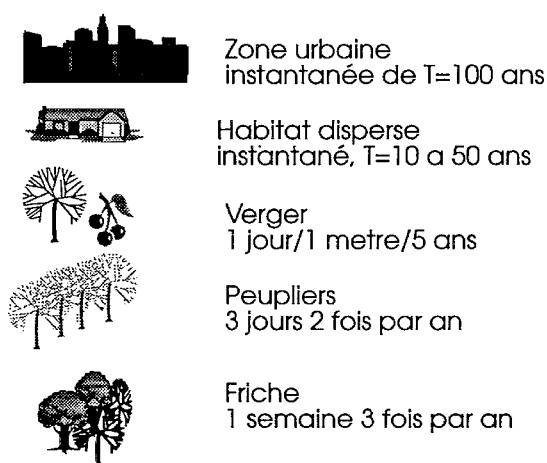 Zone urbaine
instantanée de T=100 ans
Habitat disperse
instantané, T=10 a 50 ans
Verger
1 jour/1 metre/5 ans
Peupliers
3 jours 2 fois par an
Friche
1 semaine 3 fois par an